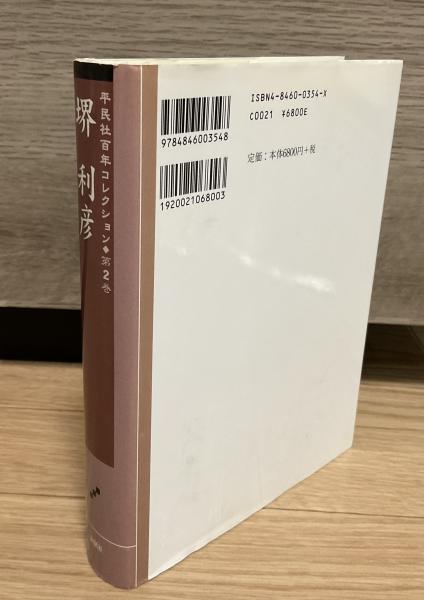 平民社百年コレクション◆第2巻
堺利彦
ISBN4-8460-0354-X
C0021 ¥6800E
定価：本体6800円＋税
9784846003548
1920021068003